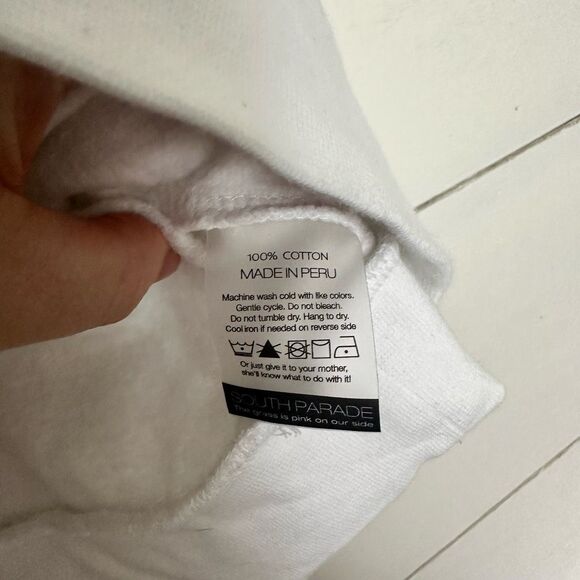 100% COTTON
MADE IN PERU
Machine wash cold with like colors.
Gentle cycle. Do not bleach.
Do not tumble dry. Hang to dry.
Cool iron if needed on reverse side
Or just give it to your mother,
she'll know what to do with it!
SOUTH PARADE
The grass is pink on our side